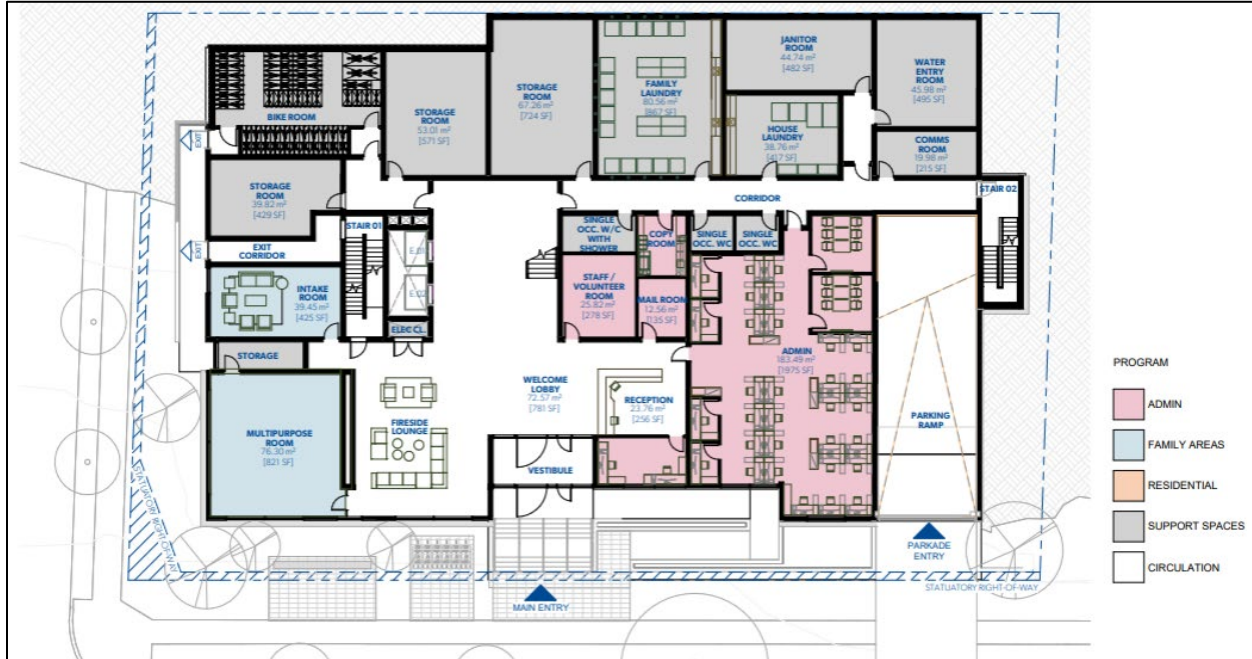 BIKE ROOM
EXIT
STORAGE
ROOM
53.01 m²
[571 SF]
STORAGE
ROOM
67.26 m²
[724 SF]
FAMILY
LAUNDRY
80.56 m²
[867 SF]
JANITOR
ROOM
44.74 m²
[482 SF]
WATER
ENTRY
ROOM
45.98 m²
[495 SF]
HOUSE
LAUNDRY
38.76 m²
[417 SF]
COMMS
ROOM
19.98 m²
[215 SF]
STORAGE
ROOM
39.82 m²
[429 SF]
CORRIDOR
STAIR 02
STAIR 01
EXIT
EXIT
CORRIDOR
E.01
E.02
SINGLE
OCC. W/C
WITH
SHOWER
COPY
ROOM
SINGLE
OCC. WC
SINGLE
OCC. WC
INTAKE
ROOM
39.45 m²
[425 SF]
STAFF /
VOLUNTEER
ROOM
25.82 m²
[278 SF]
MAIL ROOM
12.56 m²
[135 SF]
ELEC CL.
STORAGE
ADMIN
183.49 m²
[1975 SF]
WELCOME
LOBBY
72.57 m²
[781 SF]
RECEPTION
23.76 m²
[256 SF]
FIRESIDE
LOUNGE
MULTIPURPOSE
ROOM
76.30 m²
[821 SF]
VESTIBULE
PARKING
RAMP
STATUATORY RIGHT-OF-WAY
PARKADE
ENTRY
MAIN ENTRY
STATUATORY RIGHT-OF-WAY
PROGRAM
ADMIN
FAMILY AREAS
RESIDENTIAL
SUPPORT SPACES
CIRCULATION